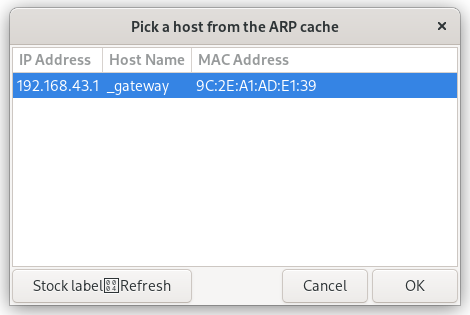 Pick a host from the ARP cache
IP Address Host Name MAC Address
192.168.43.1 _gateway 9C:2E:A1:AD:E1:39
Stock label Refresh Cancel OK